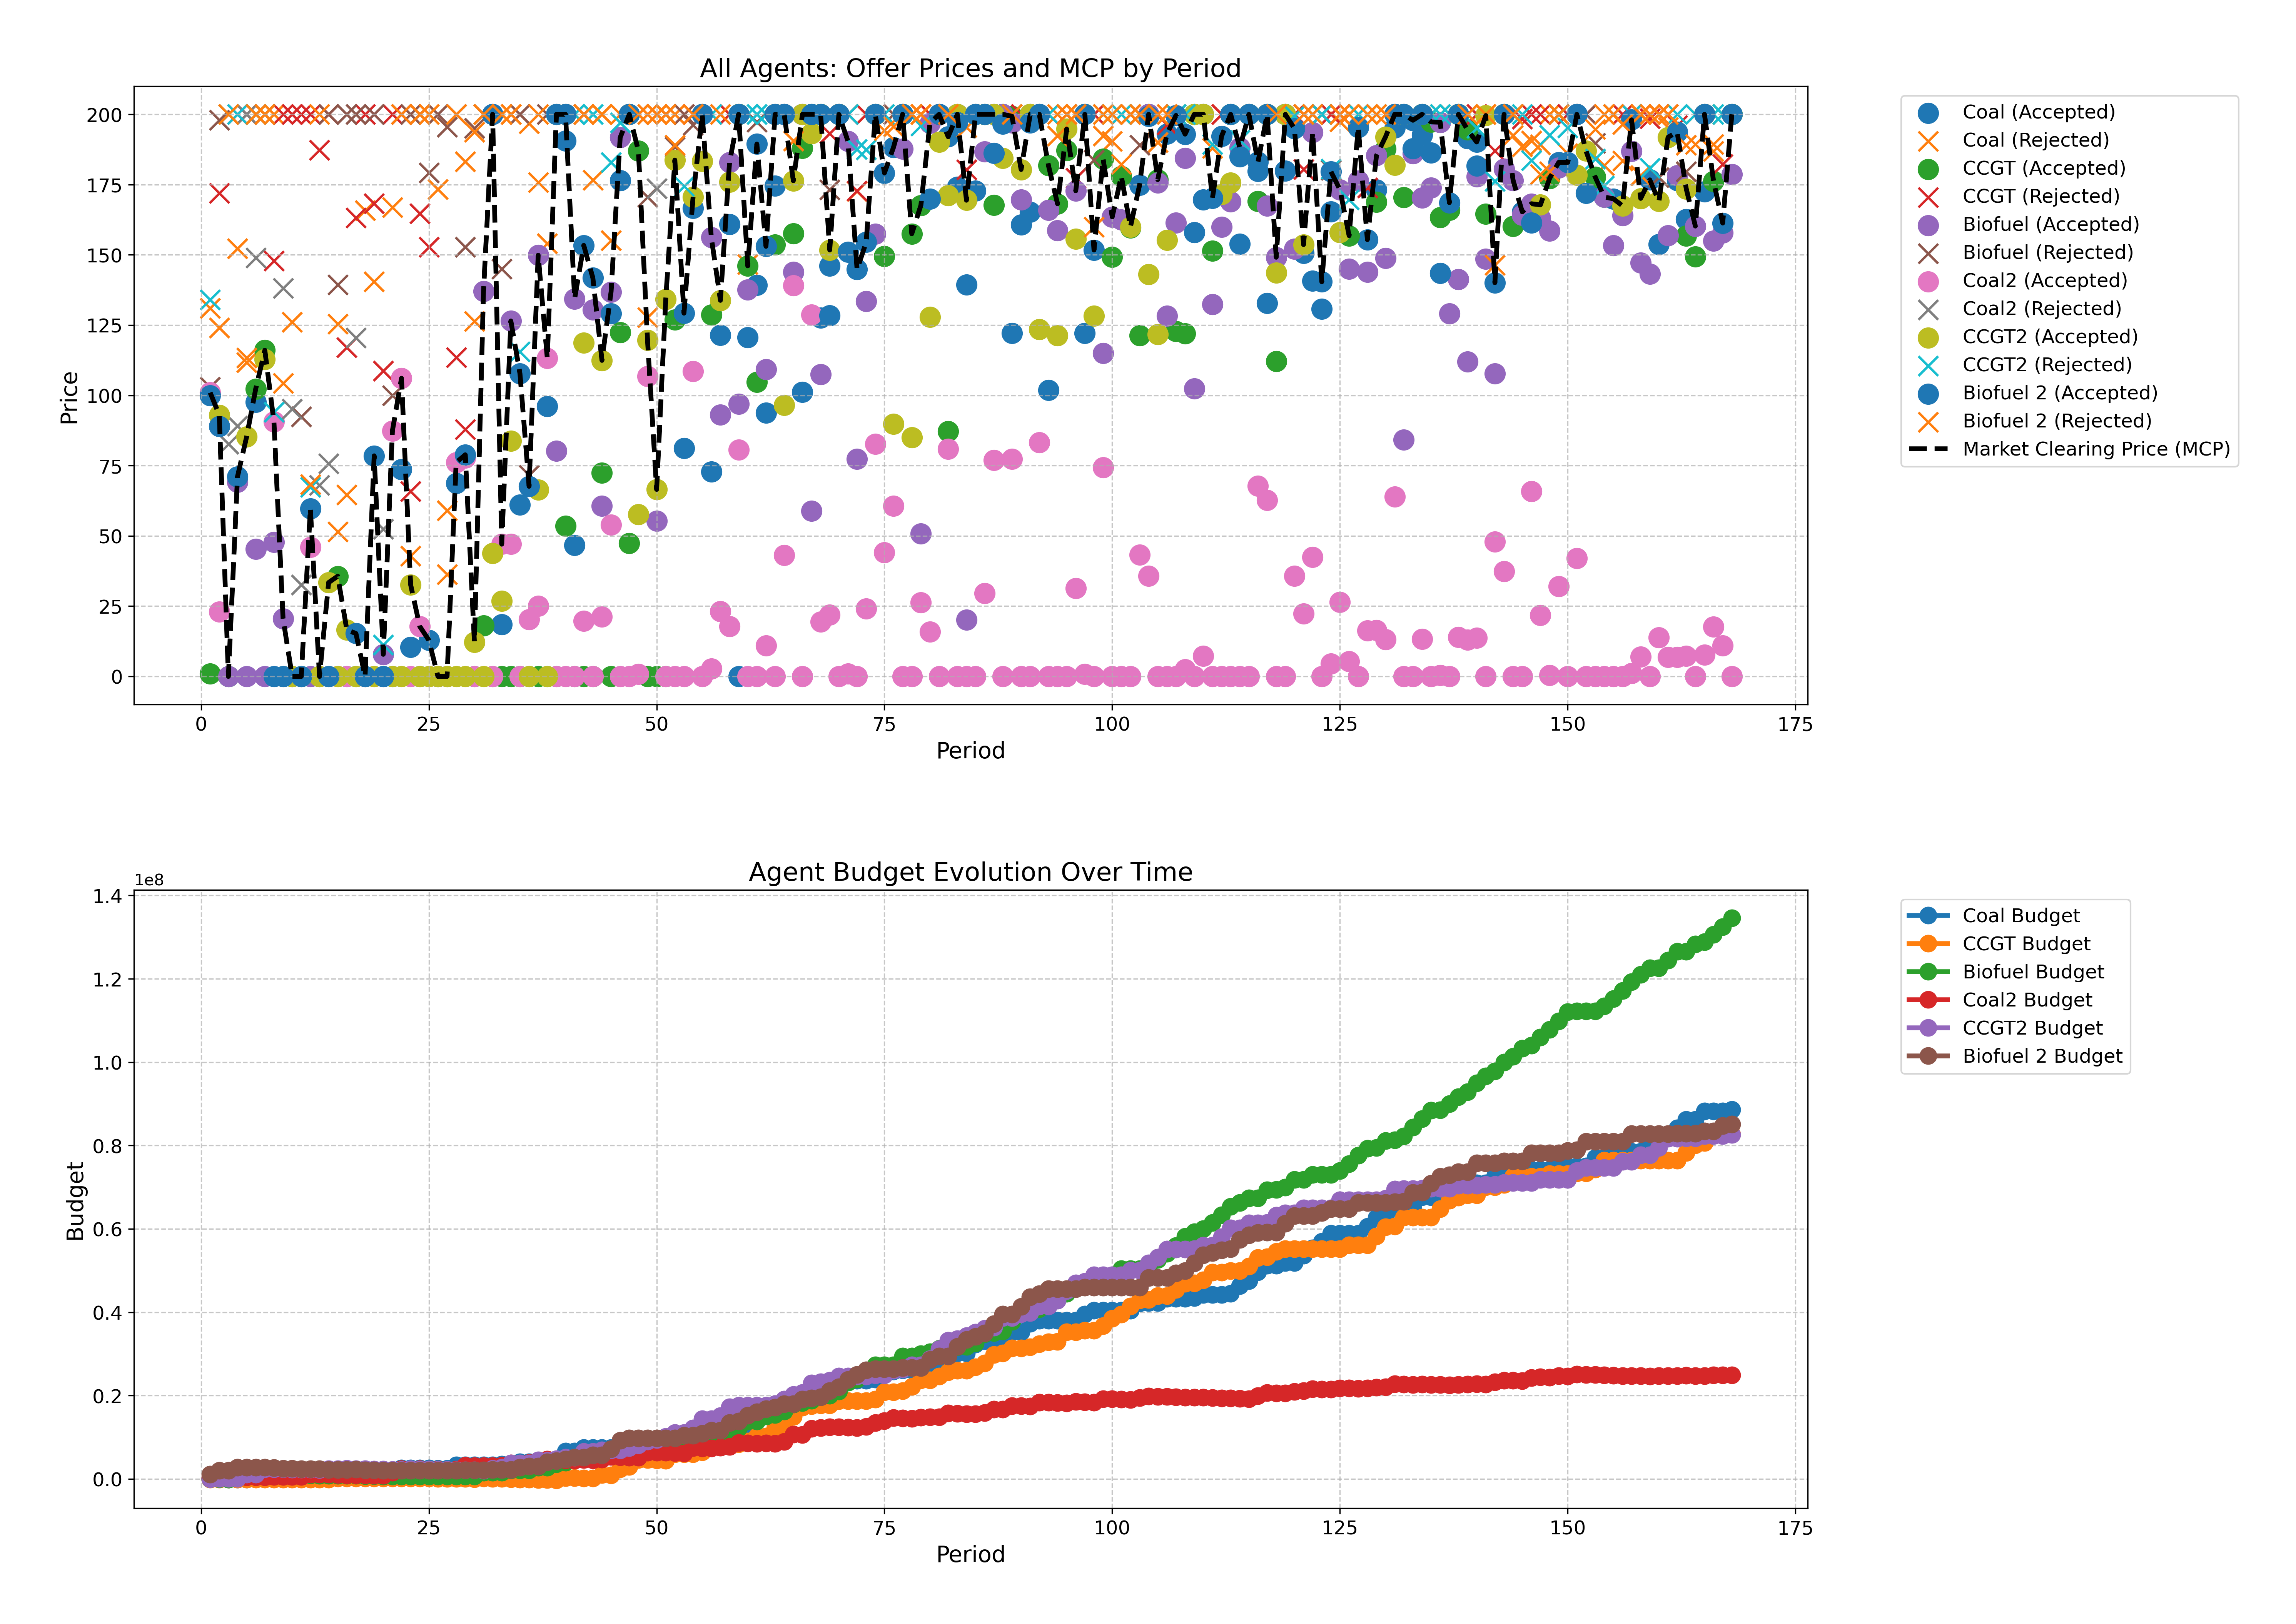 All Agents: Offer Prices and MCP by Period
Price
200
175
150
125
100
75
50
25
0
0
25
50
75
100
125
150
175
Period
Coal (Accepted)
Coal (Rejected)
CCGT (Accepted)
CCGT (Rejected)
Biofuel (Accepted)
Biofuel (Rejected)
Coal2 (Accepted)
Coal2 (Rejected)
CCGT2 (Accepted)
CCGT2 (Rejected)
Biofuel 2 (Accepted)
Biofuel 2 (Rejected)
Market Clearing Price (MCP)
Agent Budget Evolution Over Time
1e8
Budget
1.4
1.2
1.0
0.8
0.6
0.4
0.2
0.0
0
25
50
75
100
125
150
175
Period
Coal Budget
CCGT Budget
Biofuel Budget
Coal2 Budget
CCGT2 Budget
Biofuel 2 Budget